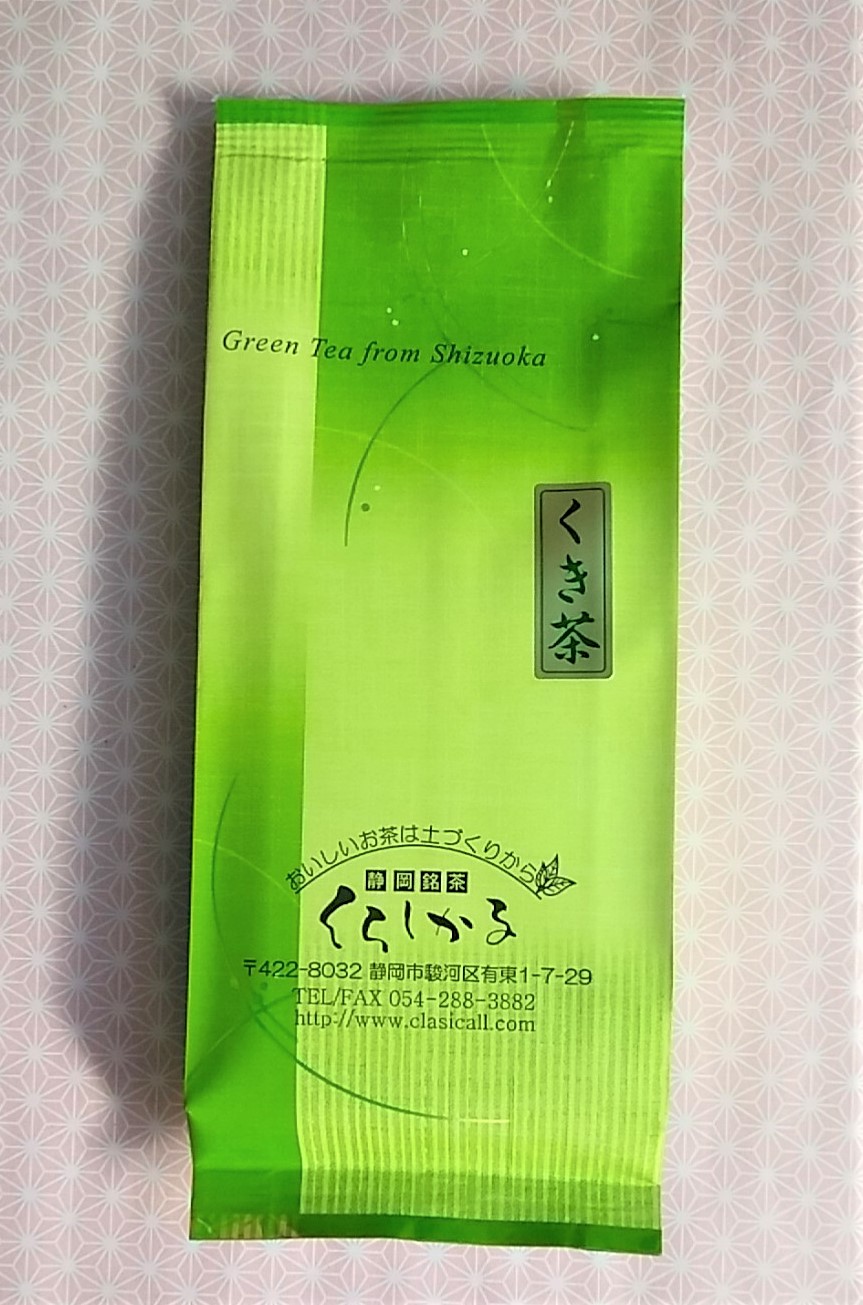 Green Tea from Shizuoka
くき茶
おいしいお茶は土づくりから
静岡銘茶
くらしかる
〒422-8032 静岡市駿河区有東1-7-29
TEL/FAX 054-288-3882
http://www.clasicall.com